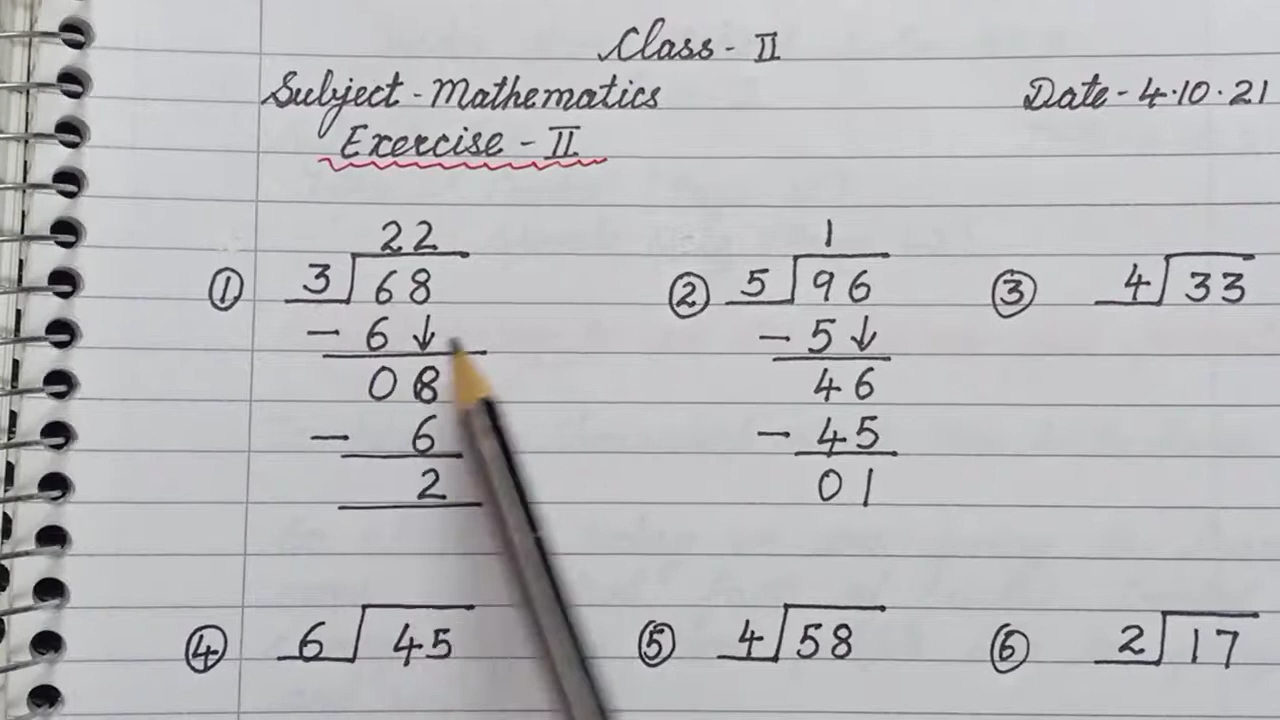 Class - II
Subject - Mathematics Date - 4.10.21
Exercise - II
22 1
① 3 68 ② 5 96 ③ 4 33
- 6 ↓ - 5 ↓
08 46
- 6 - 45
2 01
④ 6 45 ⑤ 4 58 ⑥ 2 17